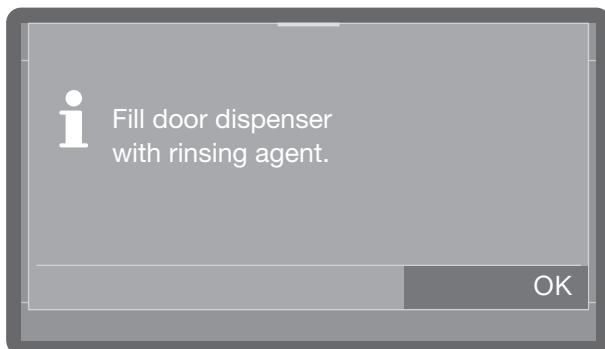 Fill door dispenser
with rinsing agent.
OK